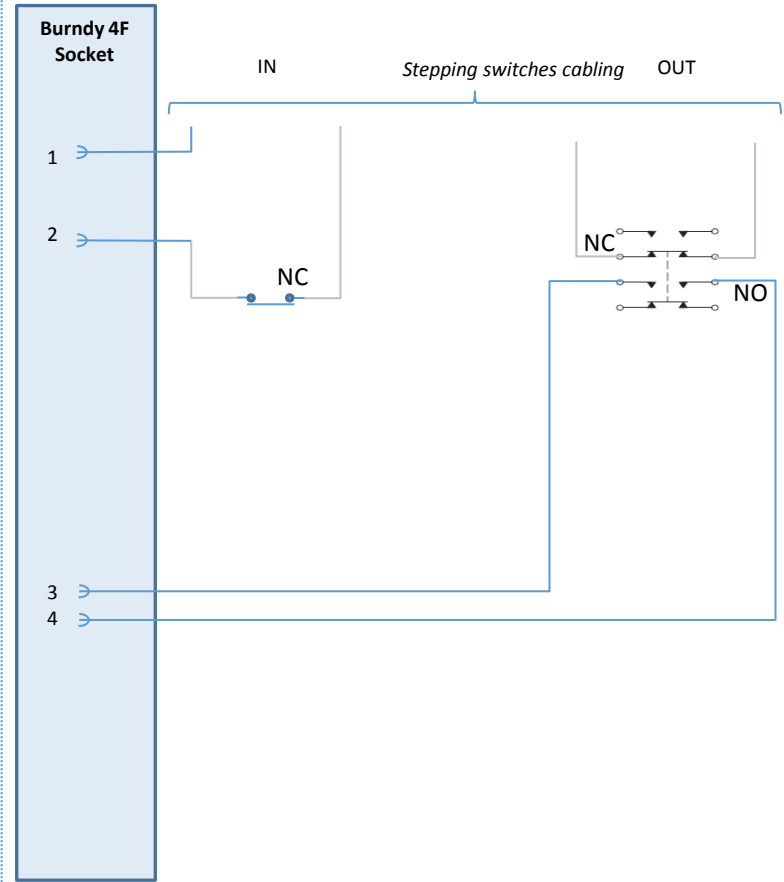 Burndy 4F
Socket
IN
Stepping switches cabling
OUT
1
2
NC
NC
NO
3
4